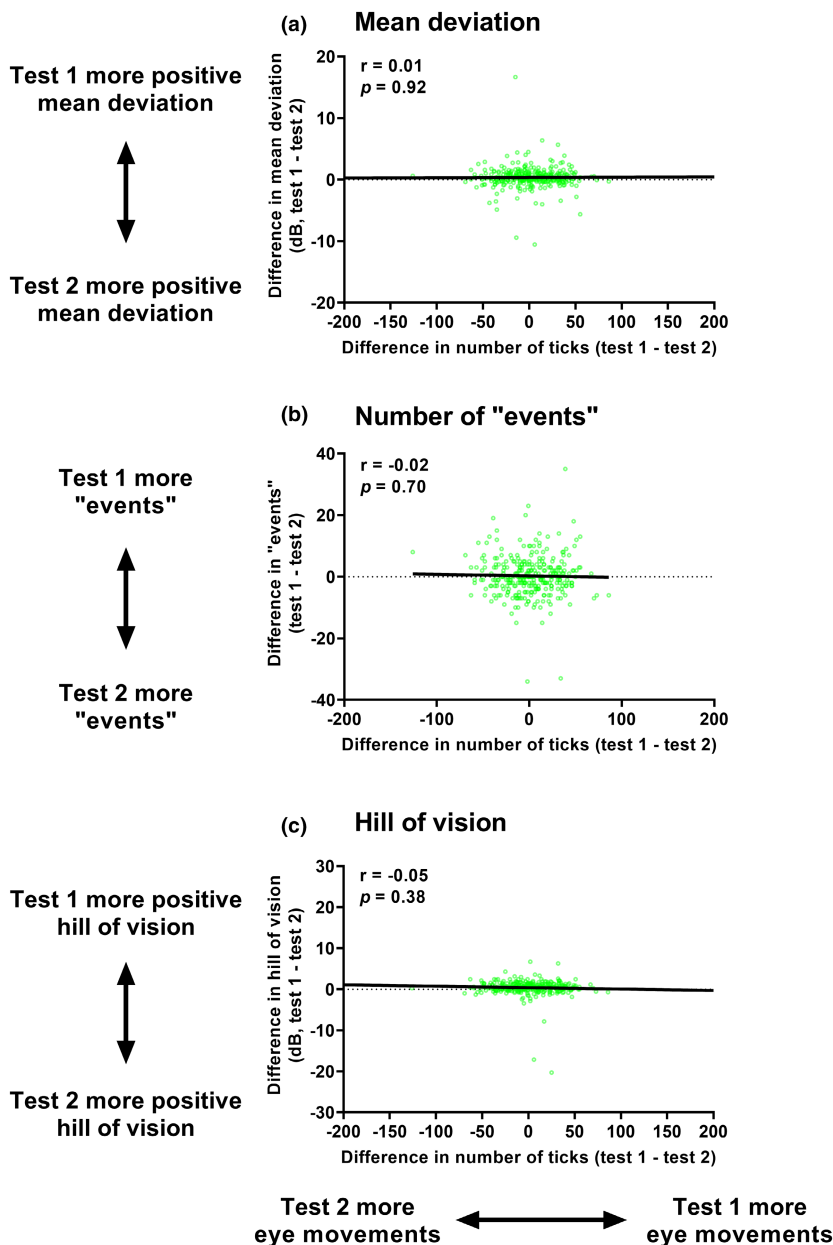 (a) Mean deviation
Test 1 more positive
mean deviation
Test 2 more positive
mean deviation
Difference in mean deviation
(dB, test 1 - test 2)
r = 0.01
p = 0.92
20
10
0
-10
-20
-200 -150 -100 -50 0 50 100 150 200
Difference in number of ticks (test 1 - test 2)
(b) Number of "events"
Test 1 more
"events"
Test 2 more
"events"
Difference in "events"
(test 1 - test 2)
r = -0.02
p = 0.70
40
20
0
-20
-40
-200 -100 0 100 200
Difference in number of ticks (test 1 - test 2)
(c) Hill of vision
Test 1 more positive
hill of vision
Test 2 more positive
hill of vision
Difference in hill of vision
(dB, test 1 - test 2)
r = -0.05
p = 0.38
30
20
10
0
-10
-20
-30
-200 -150 -100 -50 0 50 100 150 200
Difference in number of ticks (test 1 - test 2)
Test 2 more
eye movements
Test 1 more
eye movements